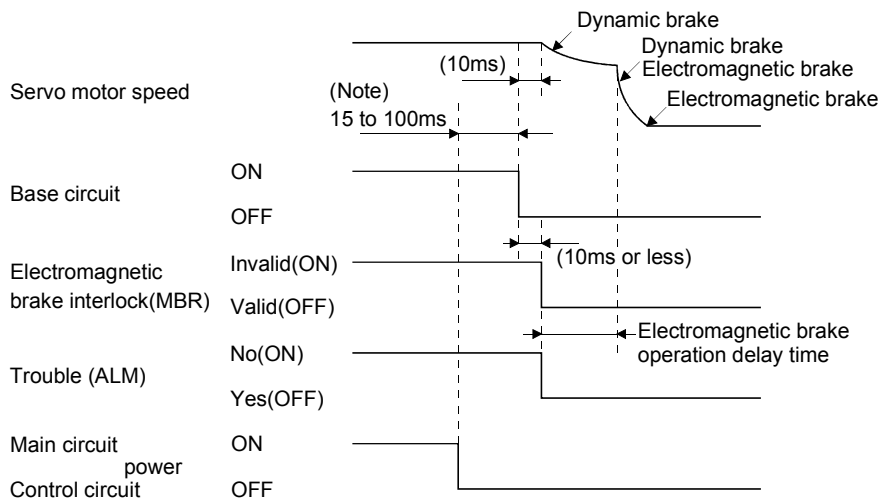 Dynamic brake
Dynamic brake
Electromagnetic brake
Electromagnetic brake
(10ms)
Servo motor speed
(Note)
15 to 100ms
Base circuit
ON
OFF
(10ms or less)
Electromagnetic
brake interlock(MBR)
Invalid(ON)
Valid(OFF)
Electromagnetic brake
operation delay time
Trouble (ALM)
No(ON)
Yes(OFF)
Main circuit
power
Control circuit
ON
OFF